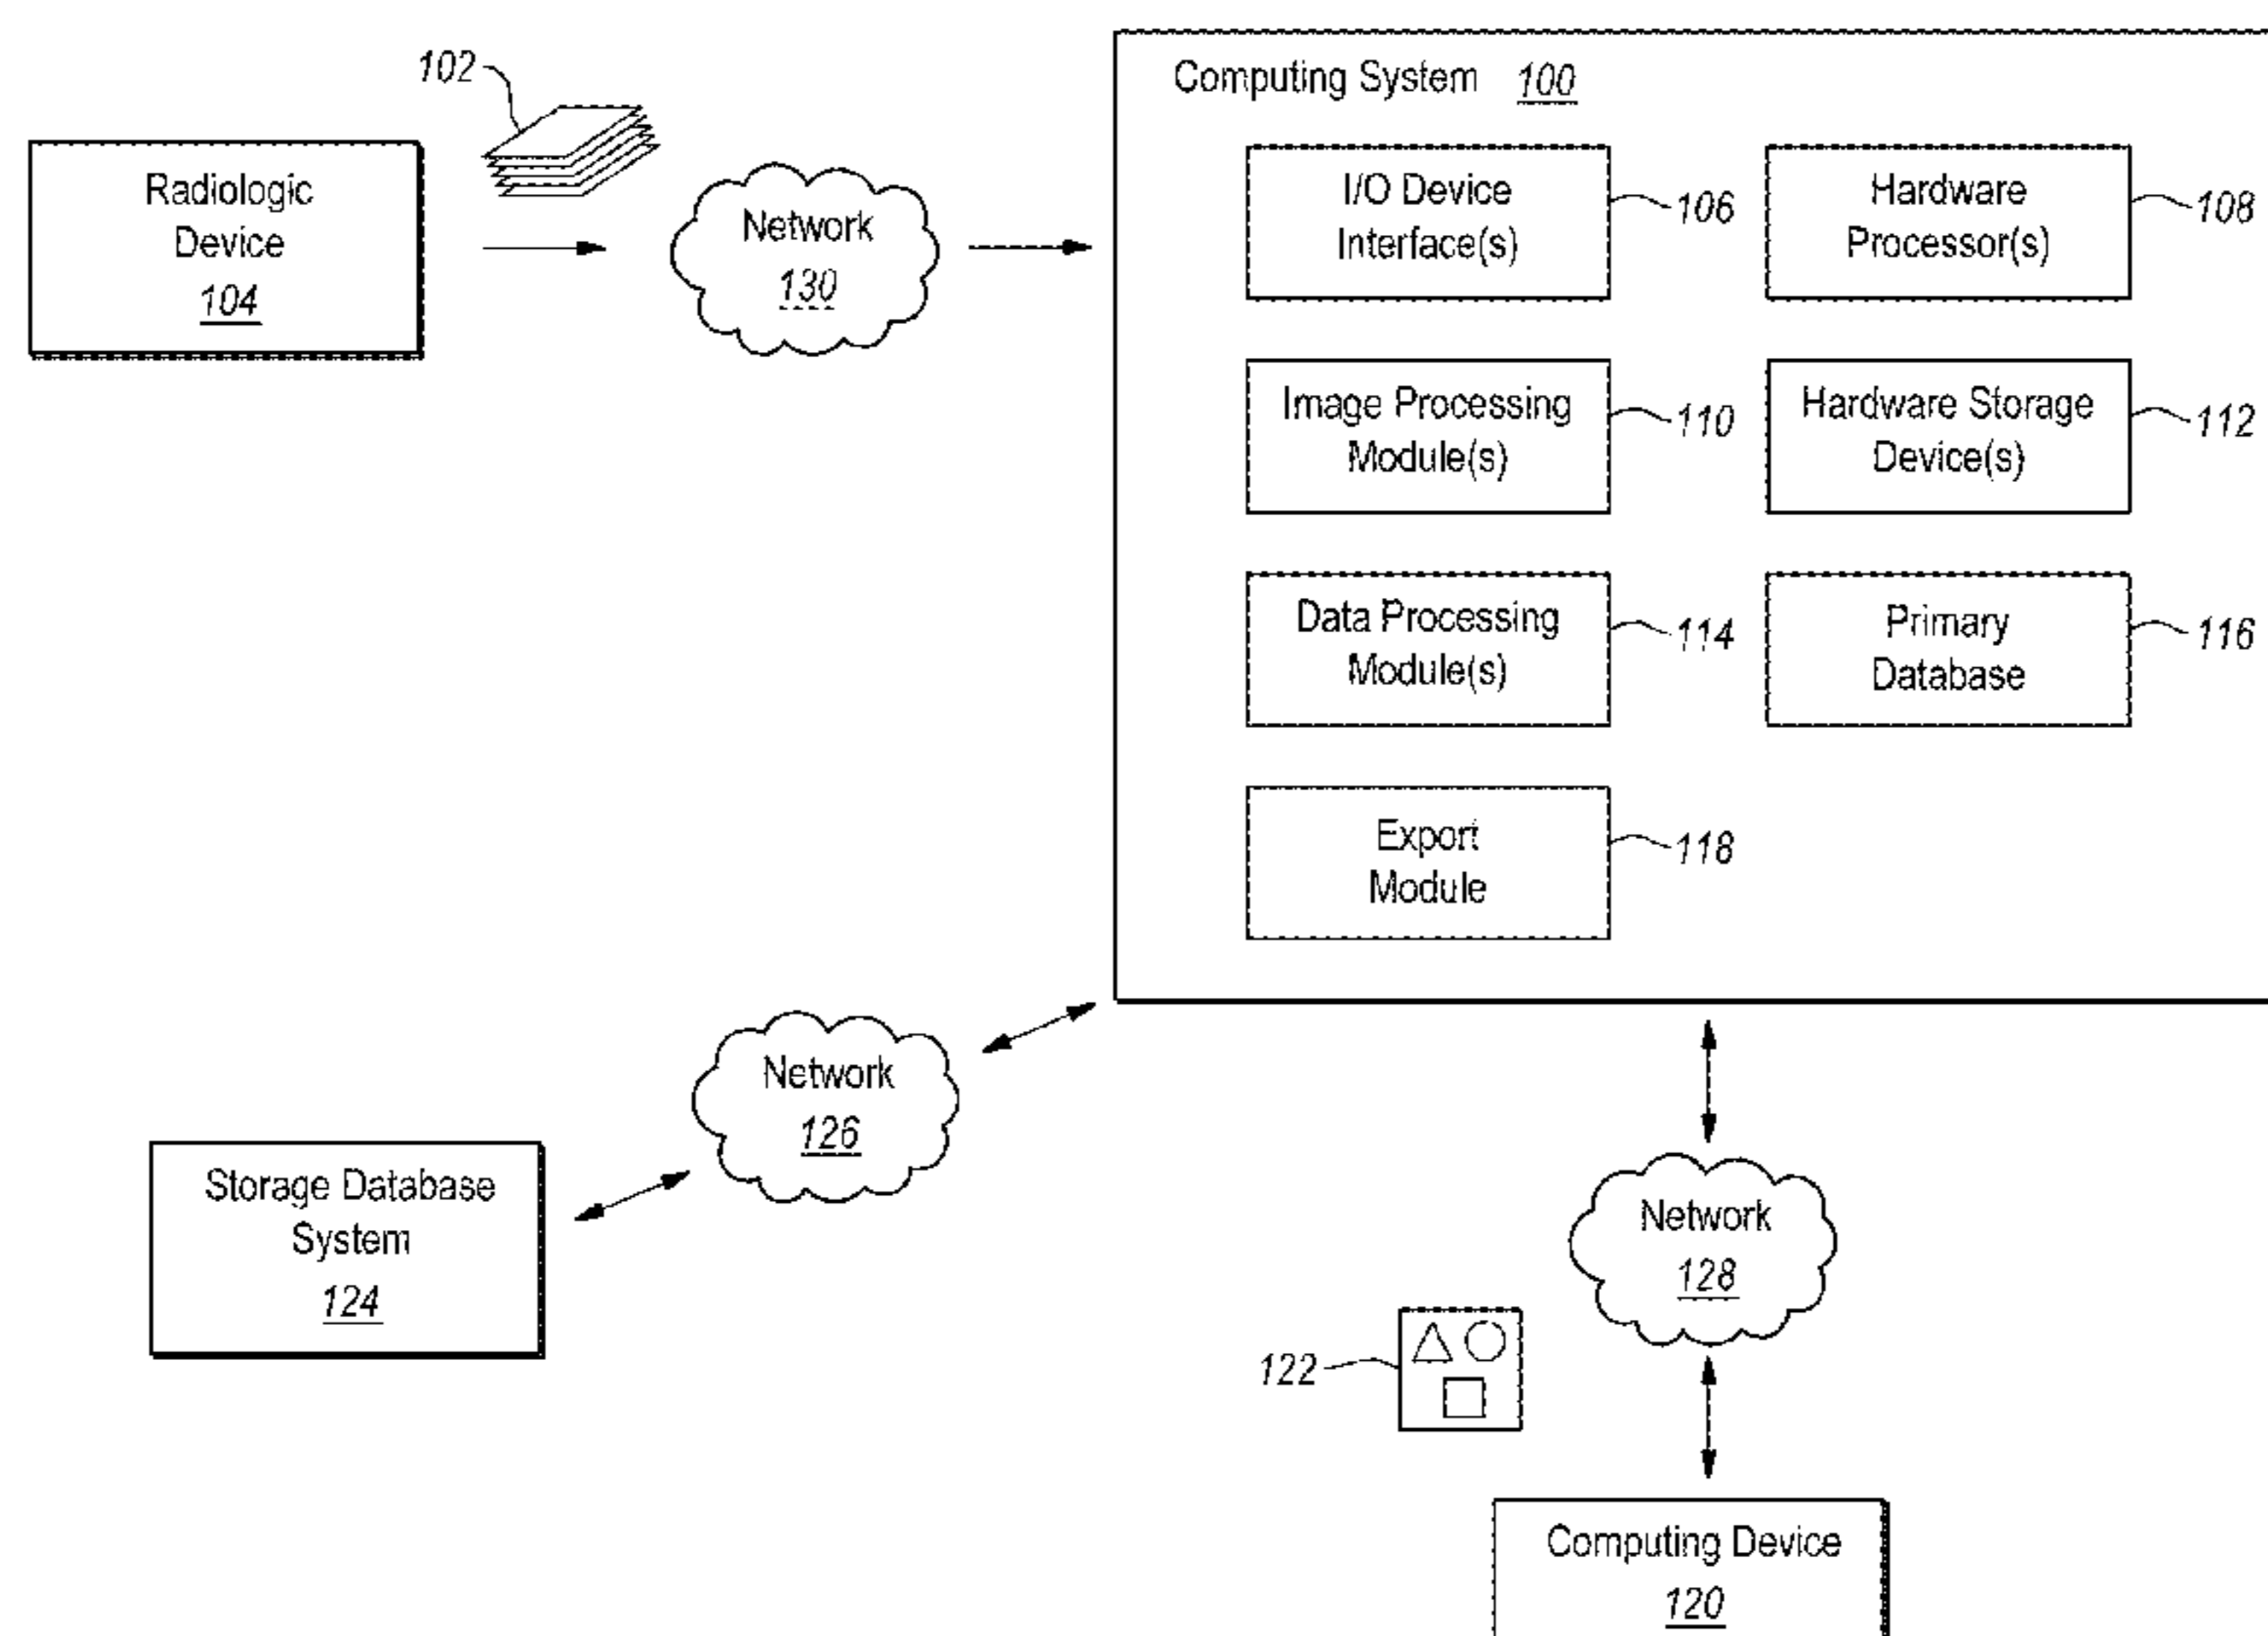 102
Radiologic
Device
104
Network
130
Computing System 100
I/O Device
Interface(s)
106
Hardware
Processor(s)
108
Image Processing
Module(s)
110
Hardware Storage
Device(s)
112
Data Processing
Module(s)
114
Primary
Database
116
Export
Module
118
Network
126
Storage Database
System
124
Network
128
122
Computing Device
120